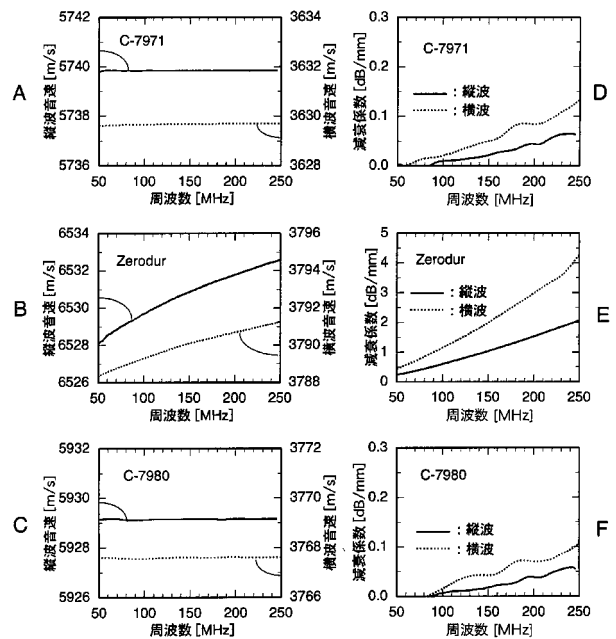 A
縦波音速 [m/s]
5742
5740
5738
5736
C-7971
3634
3632
3630
3628
横波音速 [m/s]
50 100 150 200 250
周波数 [MHz]
D
減衰係数 [dB/mm]
0.3
0.2
0.1
0.0
C-7971
: 縦波
: 横波
50 100 150 200 250
周波数 [MHz]
B
縦波音速 [m/s]
6534
6530
6528
6526
Zerodur
3796
3794
3792
3790
3788
横波音速 [m/s]
50 100 150 200 250
周波数 [MHz]
E
減衰係数 [dB/mm]
5
4
3
2
1
0
Zerodur
: 縦波
: 横波
50 100 150 200 250
周波数 [MHz]
C
縦波音速 [m/s]
5932
5930
5928
5926
C-7980
3772
3770
3768
3766
横波音速 [m/s]
50 100 150 200 250
周波数 [MHz]
F
減衰係数 [dB/mm]
0.3
0.2
0.1
0.0
C-7980
: 縦波
: 横波
50 100 150 200 250
周波数 [MHz]